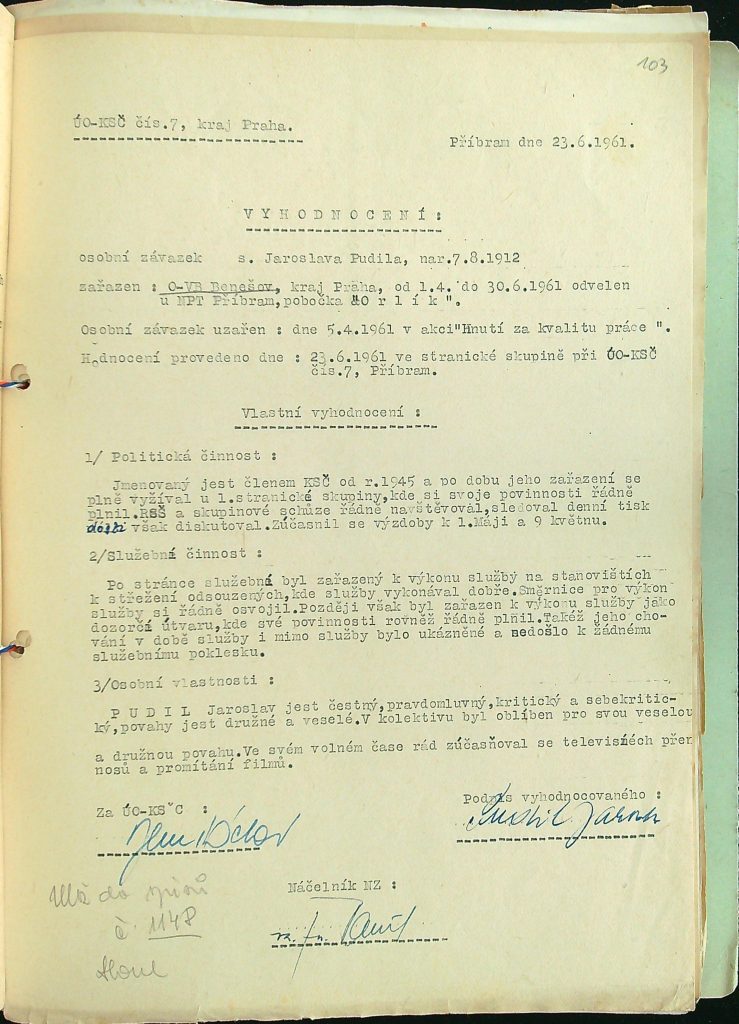 103
ÚO-KSČ čís.7, kraj Praha.
Příbram dne 23.6.1961.
V Y H O D N O C E N Í :
osobní závazek s. Jaroslava Pudila, nar.7.8.1912
zařazen : O-VB Benešov, kraj Praha, od 1.4. do 30.6.1961 odvelen
u NPT Příbram,pobočka &O r l í k ".
Osobní závazek uzařen : dne 5.4.1961 v akci"Hnutí za kvalitu práce ".
Hodnocení provedeno dne : 23.6.1961 ve stranické skupině při ÚO-KSČ
čís.7, Příbram.
Vlastní vyhodnocení :
1/ Politická činnost :
Jmenovaný jest členem KSČ od r.1945 a po dobu jeho zařazení se
plně vyžíval u 1.stranické skupiny,kde si svoje povinnosti řádně
plnil.RSŠ a skupinové schůze řádně navštěvoval,sledoval denní tisk
však diskutoval.Zúčasnil se výzdoby k 1.Máji a 9 květnu.
2/Služební činnost :
Po stránce služební byl zařazený k výkonu služby na stanovištích
k střežení odsouzených,kde služby vykonával dobře.Směrnice pro výkon
služby si řádně osvojil.Později však byl zařazen k výkonu služby jako
dozorčí útvaru,kde své povinnosti rovněž řádně plnil.Takéž jeho cho-
vání v době služby i mimo služby bylo ukázněné a nedošlo k žádnému
služebnímu poklesku.
3/Osobní vlastnosti :
P U D I L Jaroslav jest čestný,pravdomluvný,kritický a sebekritic-
ký,povahy jest družné a veselé.V kolektivu byl oblíben pro svou veselou
a družnou povahu.Ve svém volném čase rád zúčasňoval se televisních přen
nosů a promítání filmů.
Za ÚO-KSˇC :
Podpis vyhodnocovaného :
Pudil Jarosl
Náčelník NZ :
do spisů
č. 1148